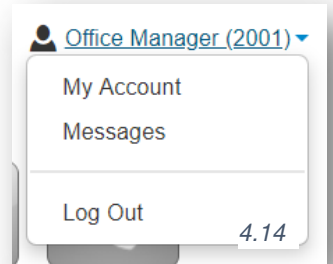 Office Manager (2001)
My Account
Messages
Log Out
4.14